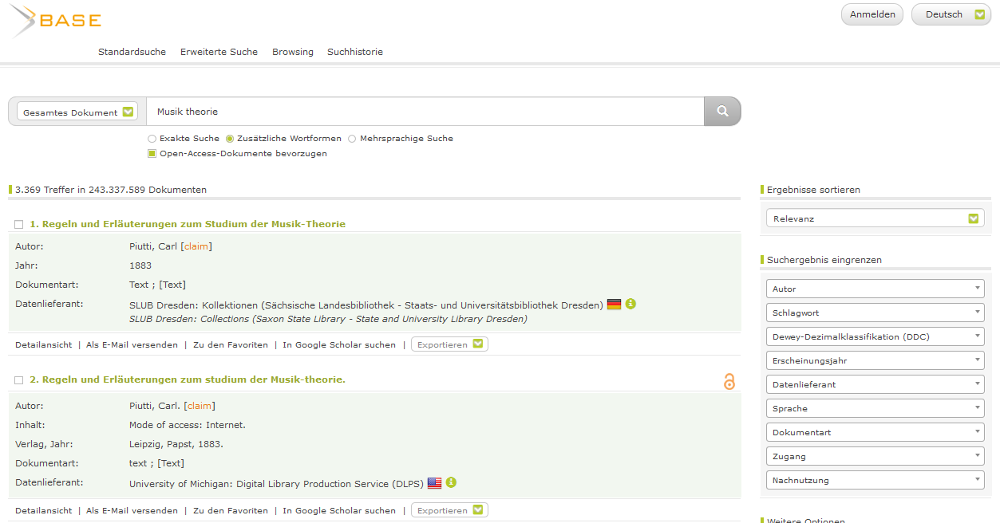 BASE
Anmelden
Deutsch
Standardsuche Erweiterte Suche Browsing Suchhistorie
Gesamtes Dokument Musik theorie
Exakte Suche Zusätzliche Wortformen Mehrsprachige Suche
Open-Access-Dokumente bevorzugen
3.369 Treffer in 243.337.589 Dokumenten
1. Regeln und Erläuterungen zum Studium der Musik-Theorie
Autor: Piutti, Carl [claim]
Jahr: 1883
Dokumentart: Text ; [Text]
Datenlieferant: SLUB Dresden: Kollektionen (Sächsische Landesbibliothek - Staats- und Universitätsbibliothek Dresden)
SLUB Dresden: Collections (Saxon State Library - State and University Library Dresden)
Detailansicht | Als E-Mail versenden | Zu den Favoriten | In Google Scholar suchen | Exportieren
2. Regeln und Erläuterungen zum studium der Musik-theorie.
Autor: Piutti, Carl. [claim]
Inhalt: Mode of access: Internet.
Verlag, Jahr: Leipzig, Papst, 1883.
Dokumentart: text ; [Text]
Datenlieferant: University of Michigan: Digital Library Production Service (DLPS)
Detailansicht | Als E-Mail versenden | Zu den Favoriten | In Google Scholar suchen | Exportieren
Ergebnisse sortieren
Relevanz
Suchergebnis eingrenzen
Autor
Schlagwort
Dewey-Dezimalklassifikation (DDC)
Erscheinungsjahr
Datenlieferant
Sprache
Dokumentart
Zugang
Nachnutzung
Weitere Optionen